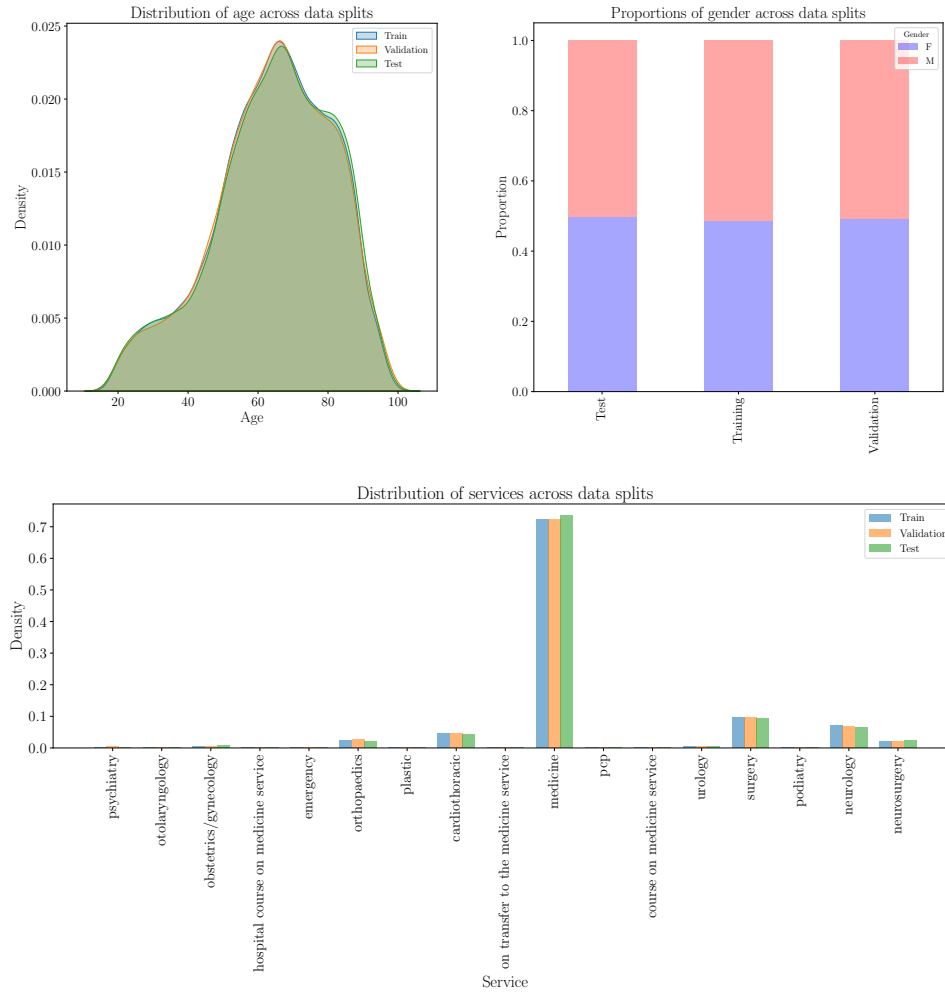 Distribution of age across data splits
0.025
0.020
0.015
0.010
0.005
0.000
Density
Train
Validation
Test
20
40
60
80
100
Age
Proportions of gender across data splits
1.0
0.8
0.6
0.4
0.2
0.0
Proportion
Gender
F
M
Test
Training
Validation
Distribution of services across data splits
0.7
0.6
0.5
0.4
0.3
0.2
0.1
0.0
Density
Train
Validation
Test
psychiatry
otolaryngology
obstetrics/gynecology
hospital course on medicine service
emergency
orthopaedics
plastic
cardiothoracic
on transfer to the medicine service
medicine
pcp
course on medicine service
urology
surgery
podiatry
neurology
neurosurgery
Service